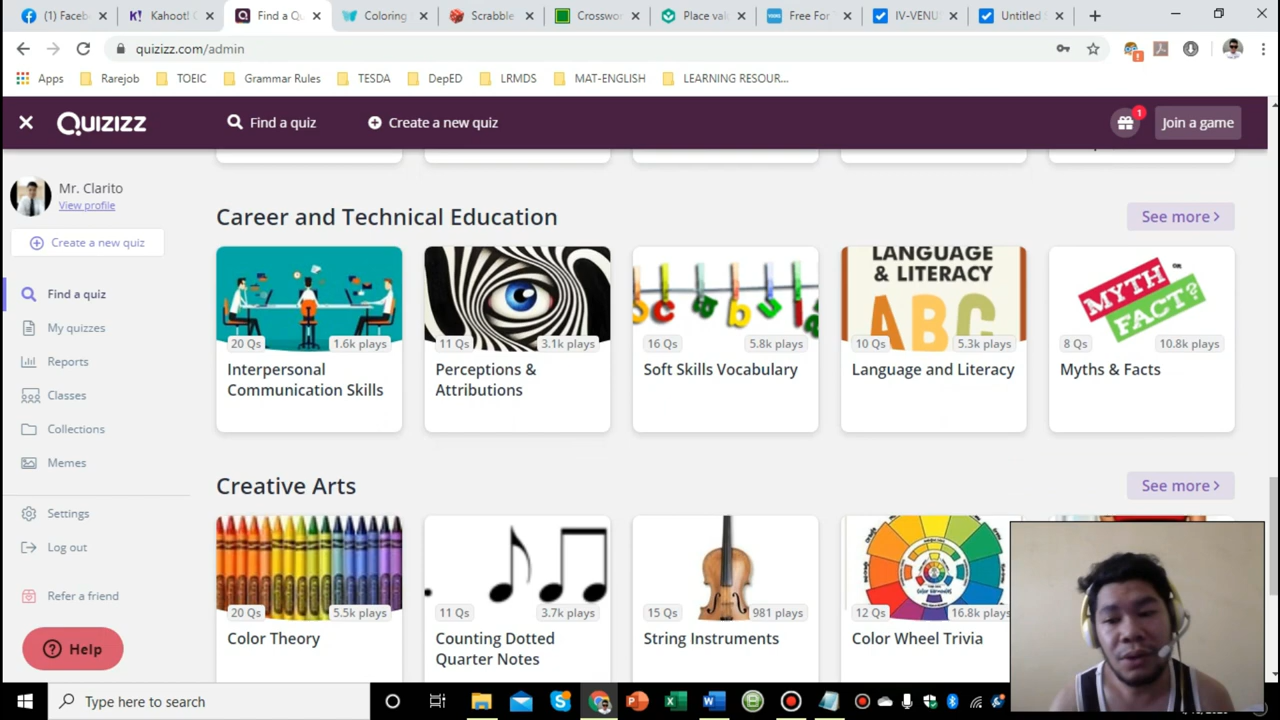 (1) Faceb
Kahoot!
Find a Qu
Coloring
Scrabble
Crosswor
Place val
Free For
IV-VENU
Untitled
quizizz.com/admin
Apps
Rarejob
TOEIC
Grammar Rules
TESDA
DepED
LRMDS
MAT-ENGLISH
LEARNING RESOUR...
QUIZIZZ
Find a quiz
Create a new quiz
1
Join a game
Mr. Clarito
View profile
Create a new quiz
Find a quiz
My quizzes
Reports
Classes
Collections
Memes
Settings
Log out
Refer a friend
Help
Career and Technical Education
See more
20 Qs
1.6k plays
Interpersonal
Communication Skills
11 Qs
3.1k plays
Perceptions &
Attributions
16 Qs
5.8k plays
Soft Skills Vocabulary
LANGUAGE
& LITERACY
ABC
10 Qs
5.3k plays
Language and Literacy
MYTH
OR
FACT?
8 Qs
10.8k plays
Myths & Facts
Creative Arts
See more
20 Qs
5.5k plays
Color Theory
11 Qs
3.7k plays
Counting Dotted
Quarter Notes
15 Qs
981 plays
String Instruments
12 Qs
16.8k plays
Color Wheel Trivia
Type here to search